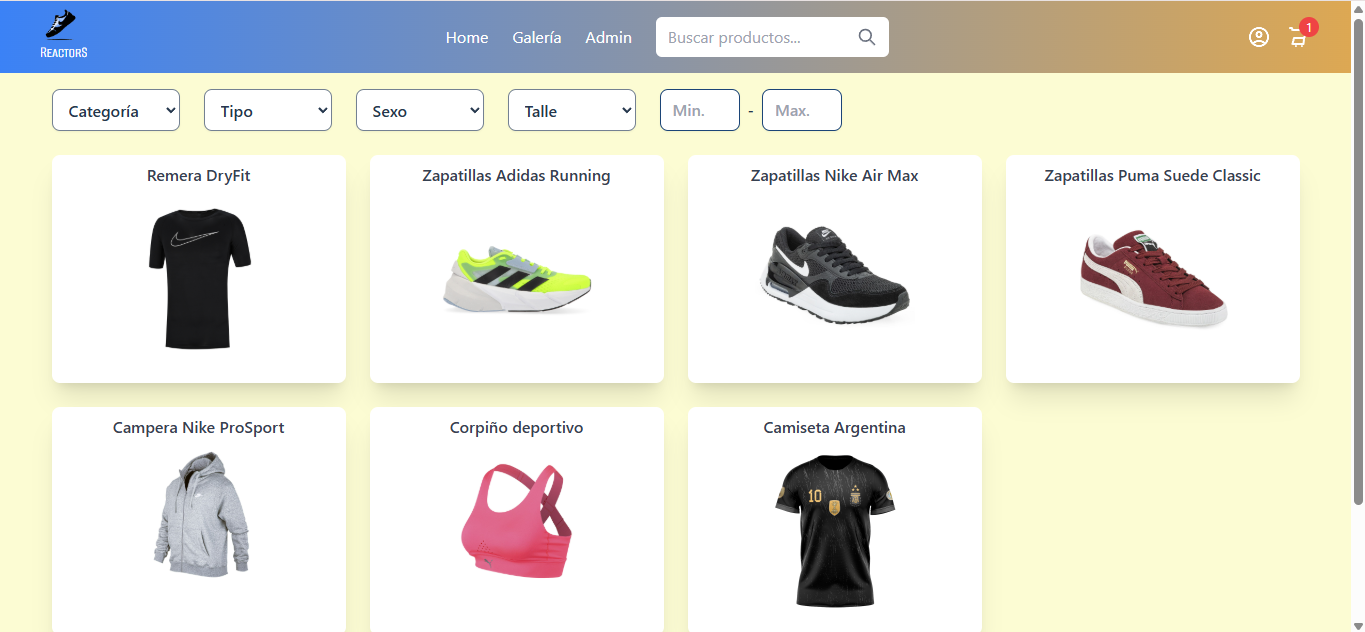 REACTORS
Home Galería Admin Buscar productos... 1
Categoría Tipo Sexo Talle Min. - Max.
Remera DryFit
Zapatillas Adidas Running
Zapatillas Nike Air Max
Zapatillas Puma Suede Classic
Campera Nike ProSport
Corpiño deportivo
Camiseta Argentina
10